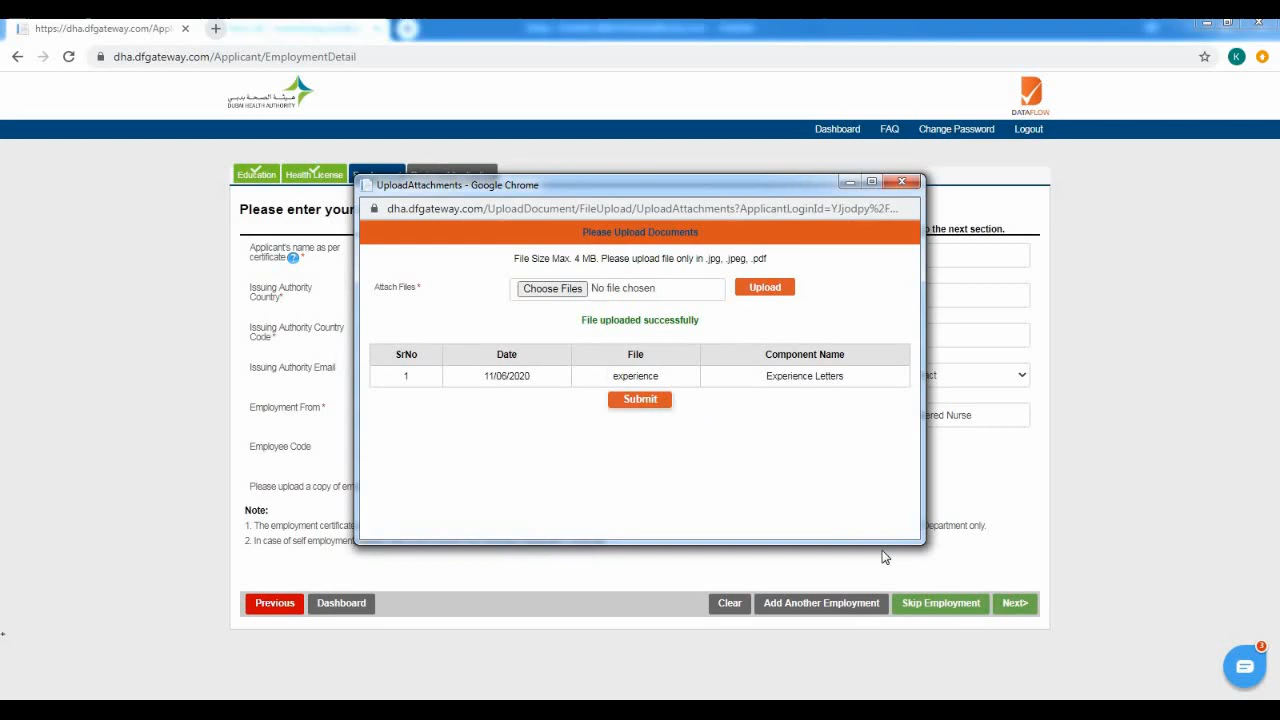 https://dha.dfgateway.com/Appl
dha.dfgateway.com/Applicant/EmploymentDetail
K
هيئة الصحة بدبي
DUBAI HEALTH AUTHORITY
DATAFLOW
Dashboard FAQ Change Password Logout
Education Health License
UploadAttachments - Google Chrome
dha.dfgateway.com/UploadDocument/FileUpload/UploadAttachments?ApplicantLoginId=YJjodpy%2F...
Please Upload Documents
File Size Max. 4 MB. Please upload file only in .jpg, .jpeg, .pdf
Attach Files * Choose Files No file chosen Upload
File uploaded successfully
SrNo Date File Component Name
1 11/06/2020 experience Experience Letters
Submit
Please enter your
o the next section.
Applicant's name as per
certificate ? *
Issuing Authority
Country*
Issuing Authority Country
Code *
Issuing Authority Email
act
Employment From *
ered Nurse
Employee Code
Please upload a copy of em
Note:
1. The employment certificate
Department only.
2. In case of self employment
Previous Dashboard Clear Add Another Employment Skip Employment Next>
3